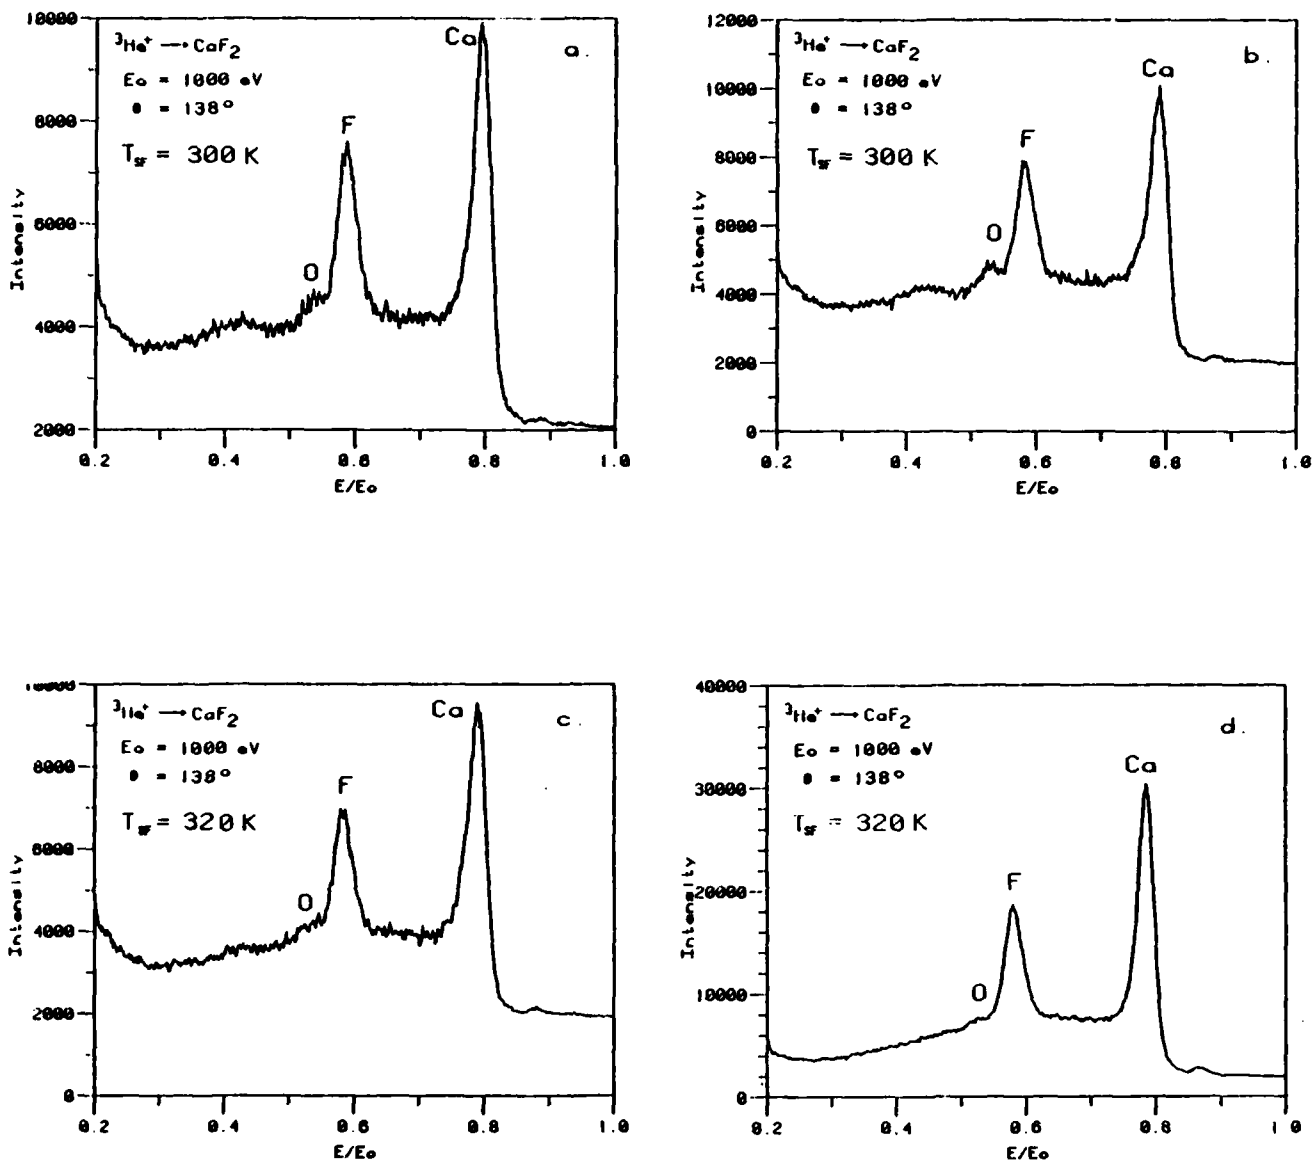 10000
8000
6000
4000
2000
Intensity
³He⁺ → CaF₂
Eo = 1000 eV
θ = 138°
T_SF = 300 K
a.
O
F
Ca
0.2 0.4 0.6 0.8 1.0
E/Eo
12000
10000
8000
6000
4000
2000
0
Intensity
³He⁺ → CaF₂
Eo = 1000 eV
θ = 138°
T_SF = 300 K
b.
O
F
Ca
0.2 0.4 0.6 0.8 1.0
E/Eo
10000
8000
6000
4000
2000
0
Intensity
³He⁺ → CaF₂
Eo = 1000 eV
θ = 138°
T_SF = 320 K
c.
O
F
Ca
0.2 0.4 0.6 0.8 1.0
E/Eo
40000
30000
20000
10000
0
Intensity
³He⁺ → CaF₂
Eo = 1000 eV
θ = 138°
T_SF = 320 K
d.
O
F
Ca
0.2 0.4 0.6 0.8 1.0
E/Eo